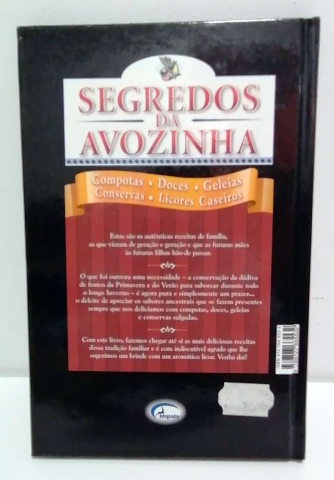 SEGREDOS
DA
AVOZINHA
Compotas • Doces • Geleias
Conservas • Licores Caseiros
Estas são as autênticas receitas de família,
as que vieram de geração e geração e que as futuras mães
às futuras filhas hão-de passar.
O que foi outrora uma necessidade – a conservação da dádiva
de frutos da Primavera e do Verão para saborear durante todo
o longo Inverno – é agora pura e simplesmente um prazer...
o deleite de apreciar os sabores ancestrais que se fazem presentes
sempre que nos deliciamos com compotas, doces, geleias
e conservas salgadas.
Com este livro, fazemos chegar até si as mais deliciosas receitas
dessa tradição familiar e é com indiscutível agrado que lhe
sugerimos um brinde com um aromático licor. Venha daí!
Impala